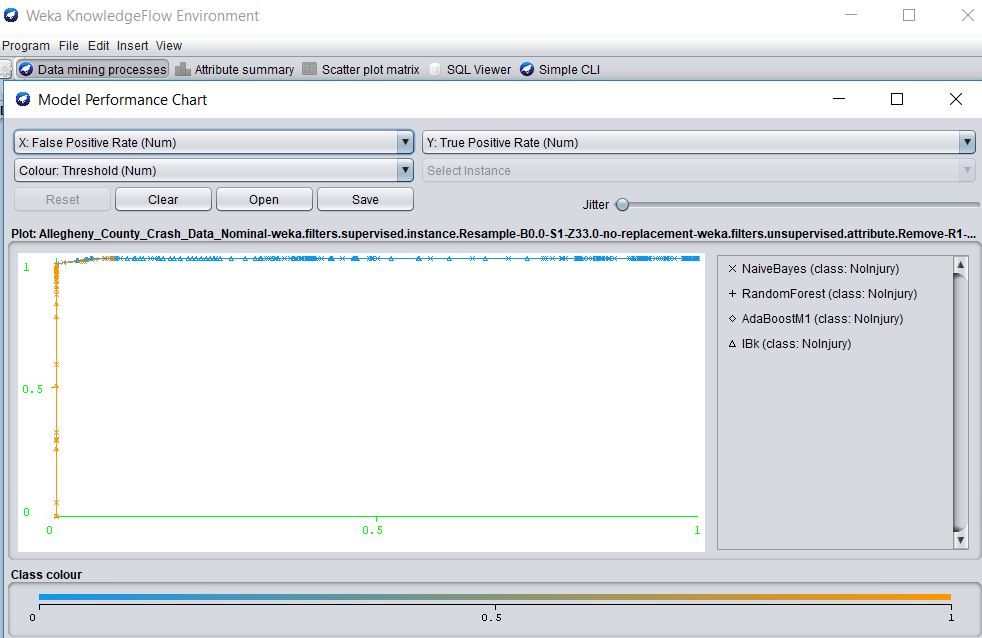 Weka KnowledgeFlow Environment
Program File Edit Insert View
Data mining processes Attribute summary Scatter plot matrix SQL Viewer Simple CLI
Model Performance Chart
X: False Positive Rate (Num) Y: True Positive Rate (Num)
Colour: Threshold (Num) Select Instance
Reset Clear Open Save Jitter
Plot: Allegheny_County_Crash_Data_Nominal-weka.filters.supervised.instance.Resample-B0.0-S1-Z33.0-no-replacement-weka.filters.unsupervised.attribute.Remove-R1-...
1
0.5
0
0 0.5 1
NaiveBayes (class: NoInjury)
RandomForest (class: NoInjury)
AdaBoostM1 (class: NoInjury)
IBk (class: NoInjury)
Class colour
0 0.5 1